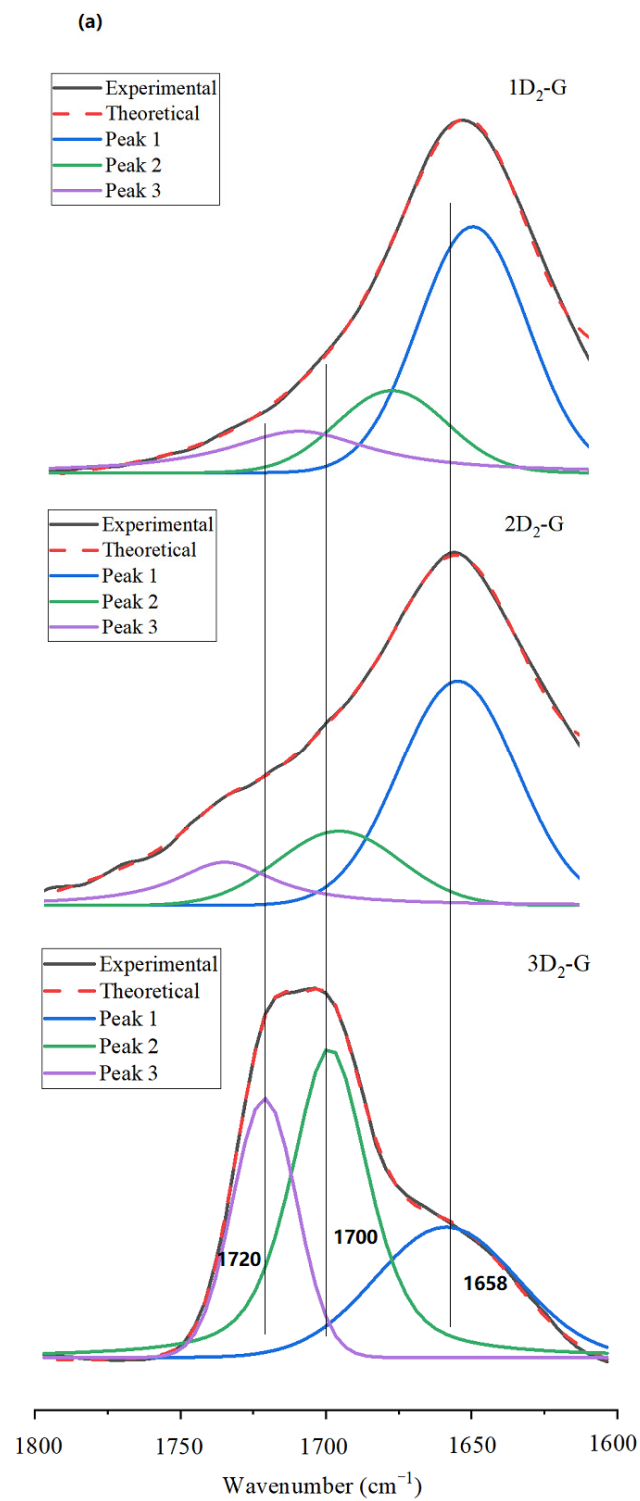 (a)
Experimental
Theoretical
Peak 1
Peak 2
Peak 3
1D₂-G
Experimental
Theoretical
Peak 1
Peak 2
Peak 3
2D₂-G
Experimental
Theoretical
Peak 1
Peak 2
Peak 3
3D₂-G
1720
1700
1658
1800 1750 1700 1650 1600
Wavenumber (cm⁻¹)